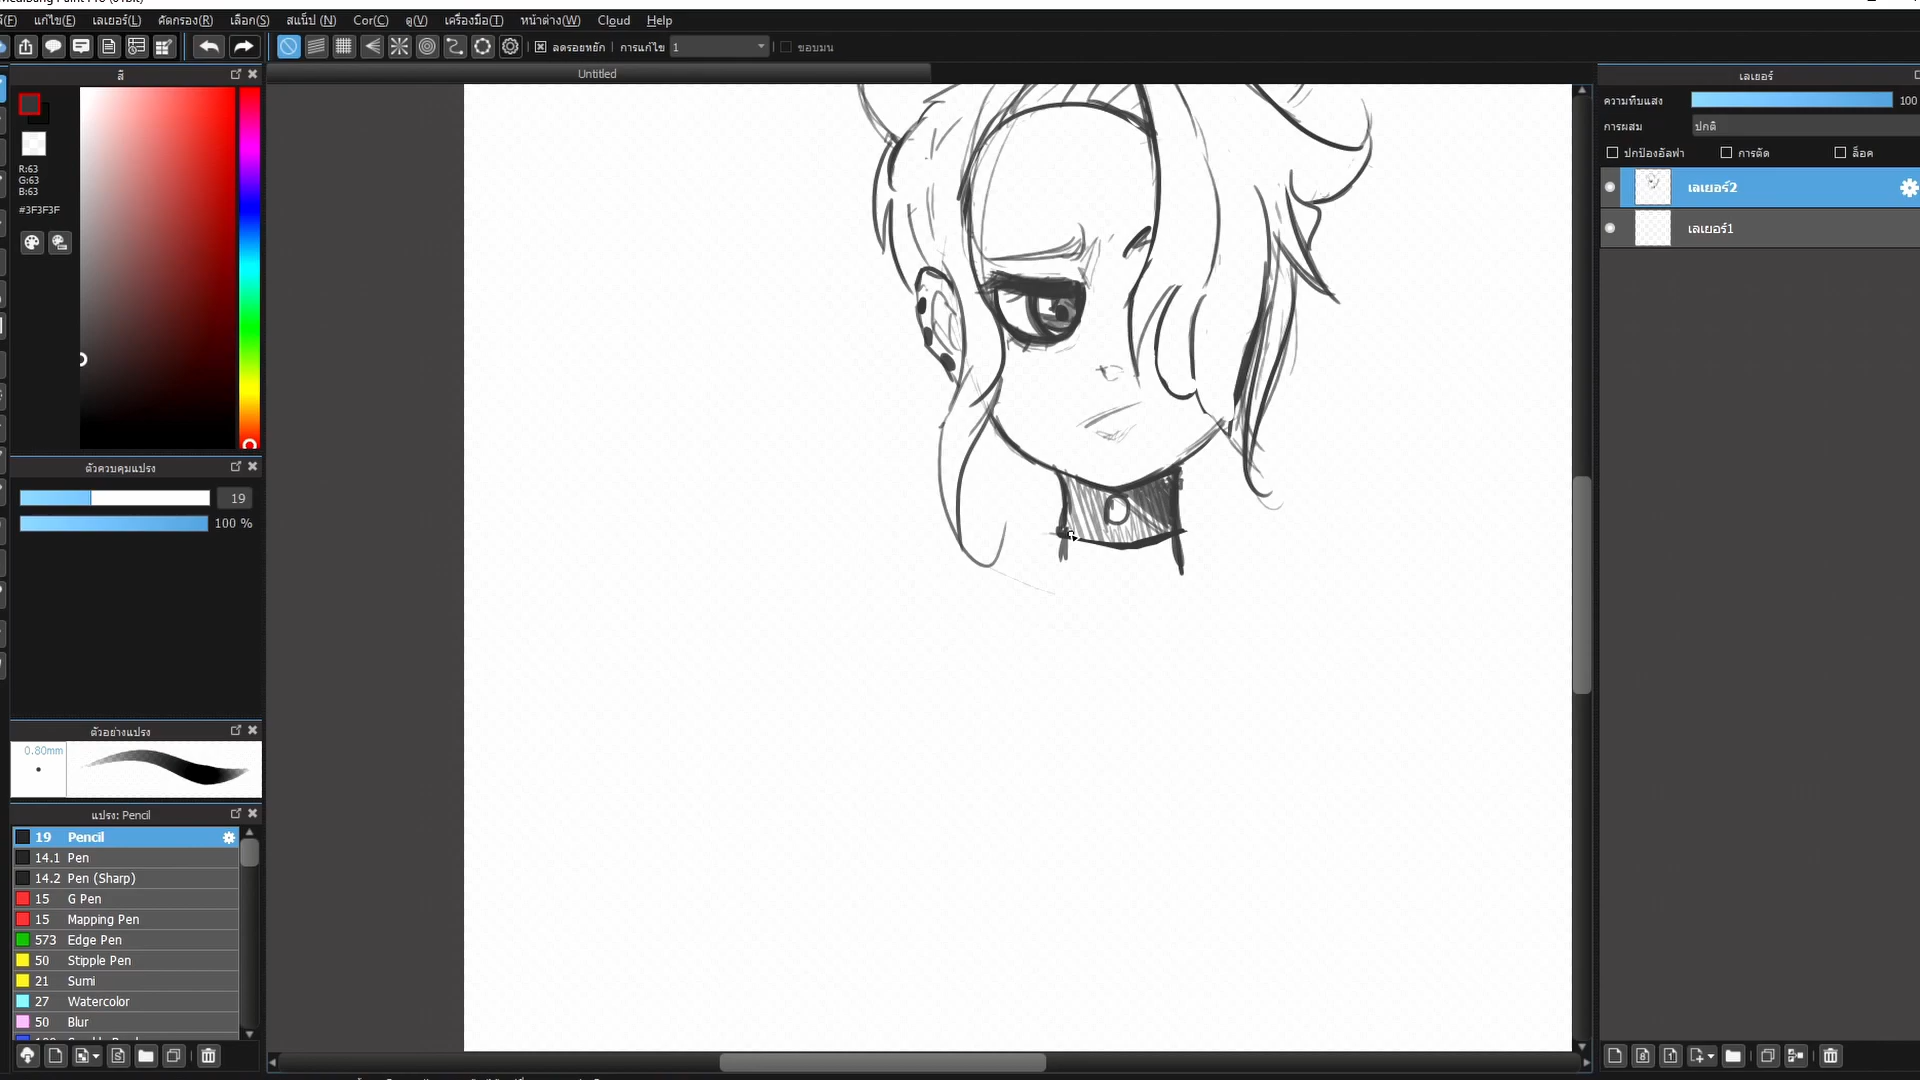 แก้ไข(E) เลเยอร์(L) คัดกรอง(R) เลือก(S) สแน็ป (N) Cor(C) ดู(V) เครื่องมือ(T) หน้าต่าง(W) Cloud Help
ลดรอยหยัก การแก้ไข 1 ขอบมน
สี
Untitled
เลเยอร์
ความทึบแสง 100
การผสม ปกติ
ปกป้องอัลฟา การตัด ล็อค
R:63
G:63
B:63
#3F3F3F
เลเยอร์2
เลเยอร์1
ตัวควบคุมแปรง
19
100 %
ตัวอย่างแปรง
0.80mm
แปรง: Pencil
19 Pencil
14.1 Pen
14.2 Pen (Sharp)
15 G Pen
15 Mapping Pen
573 Edge Pen
50 Stipple Pen
21 Sumi
27 Watercolor
50 Blur